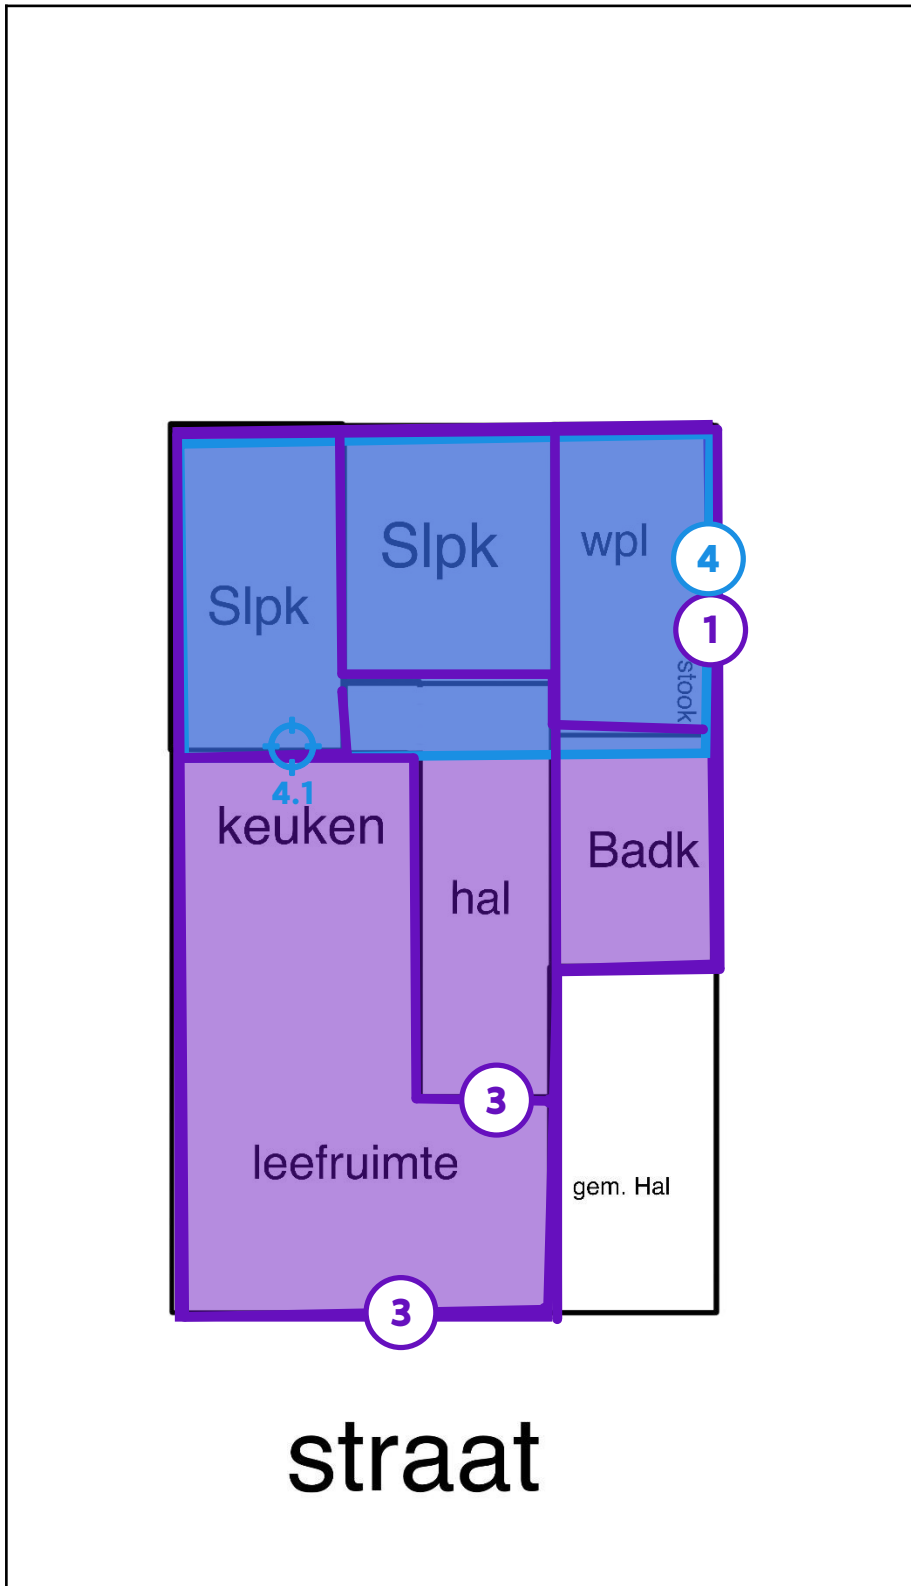 Slpk
wpl
4
Slpk
1
stook
4.1
keuken
Badk
hal
3
leefruimte
gem. Hal
3
straat